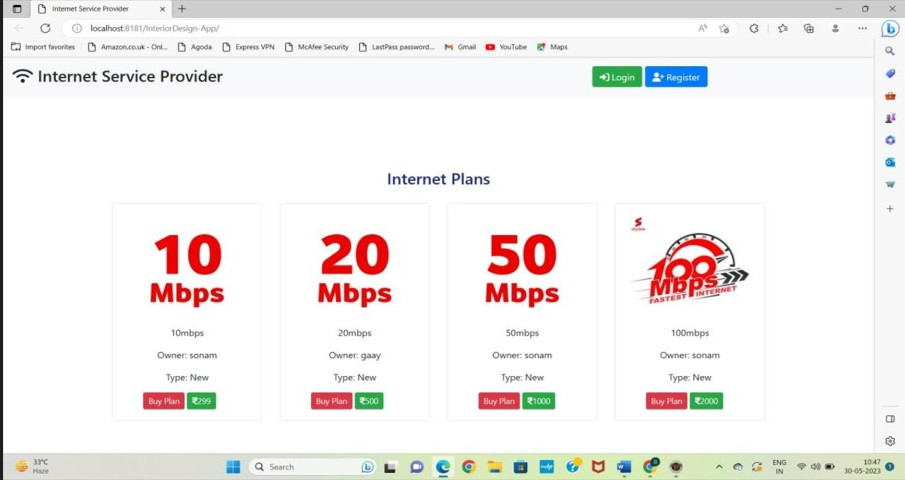 Internet Service Provider
localhost:8181/InteriorDesign-App/
Import favorites
Amazon.co.uk - Onl...
Agoda
Express VPN
McAfee Security
LastPass password...
Gmail
YouTube
Maps
Internet Service Provider
Login
Register
Internet Plans
10
Mbps
10mbps
Owner: sonam
Type: New
Buy Plan ₹299
20
Mbps
20mbps
Owner: gaay
Type: New
Buy Plan ₹500
50
Mbps
50mbps
Owner: sonam
Type: New
Buy Plan ₹1000
100
Mbps
FASTEST INTERNET
100mbps
Owner: sonam
Type: New
Buy Plan ₹2000
33°C
Haze
Search
ENG
IN
10:47
30-05-2023